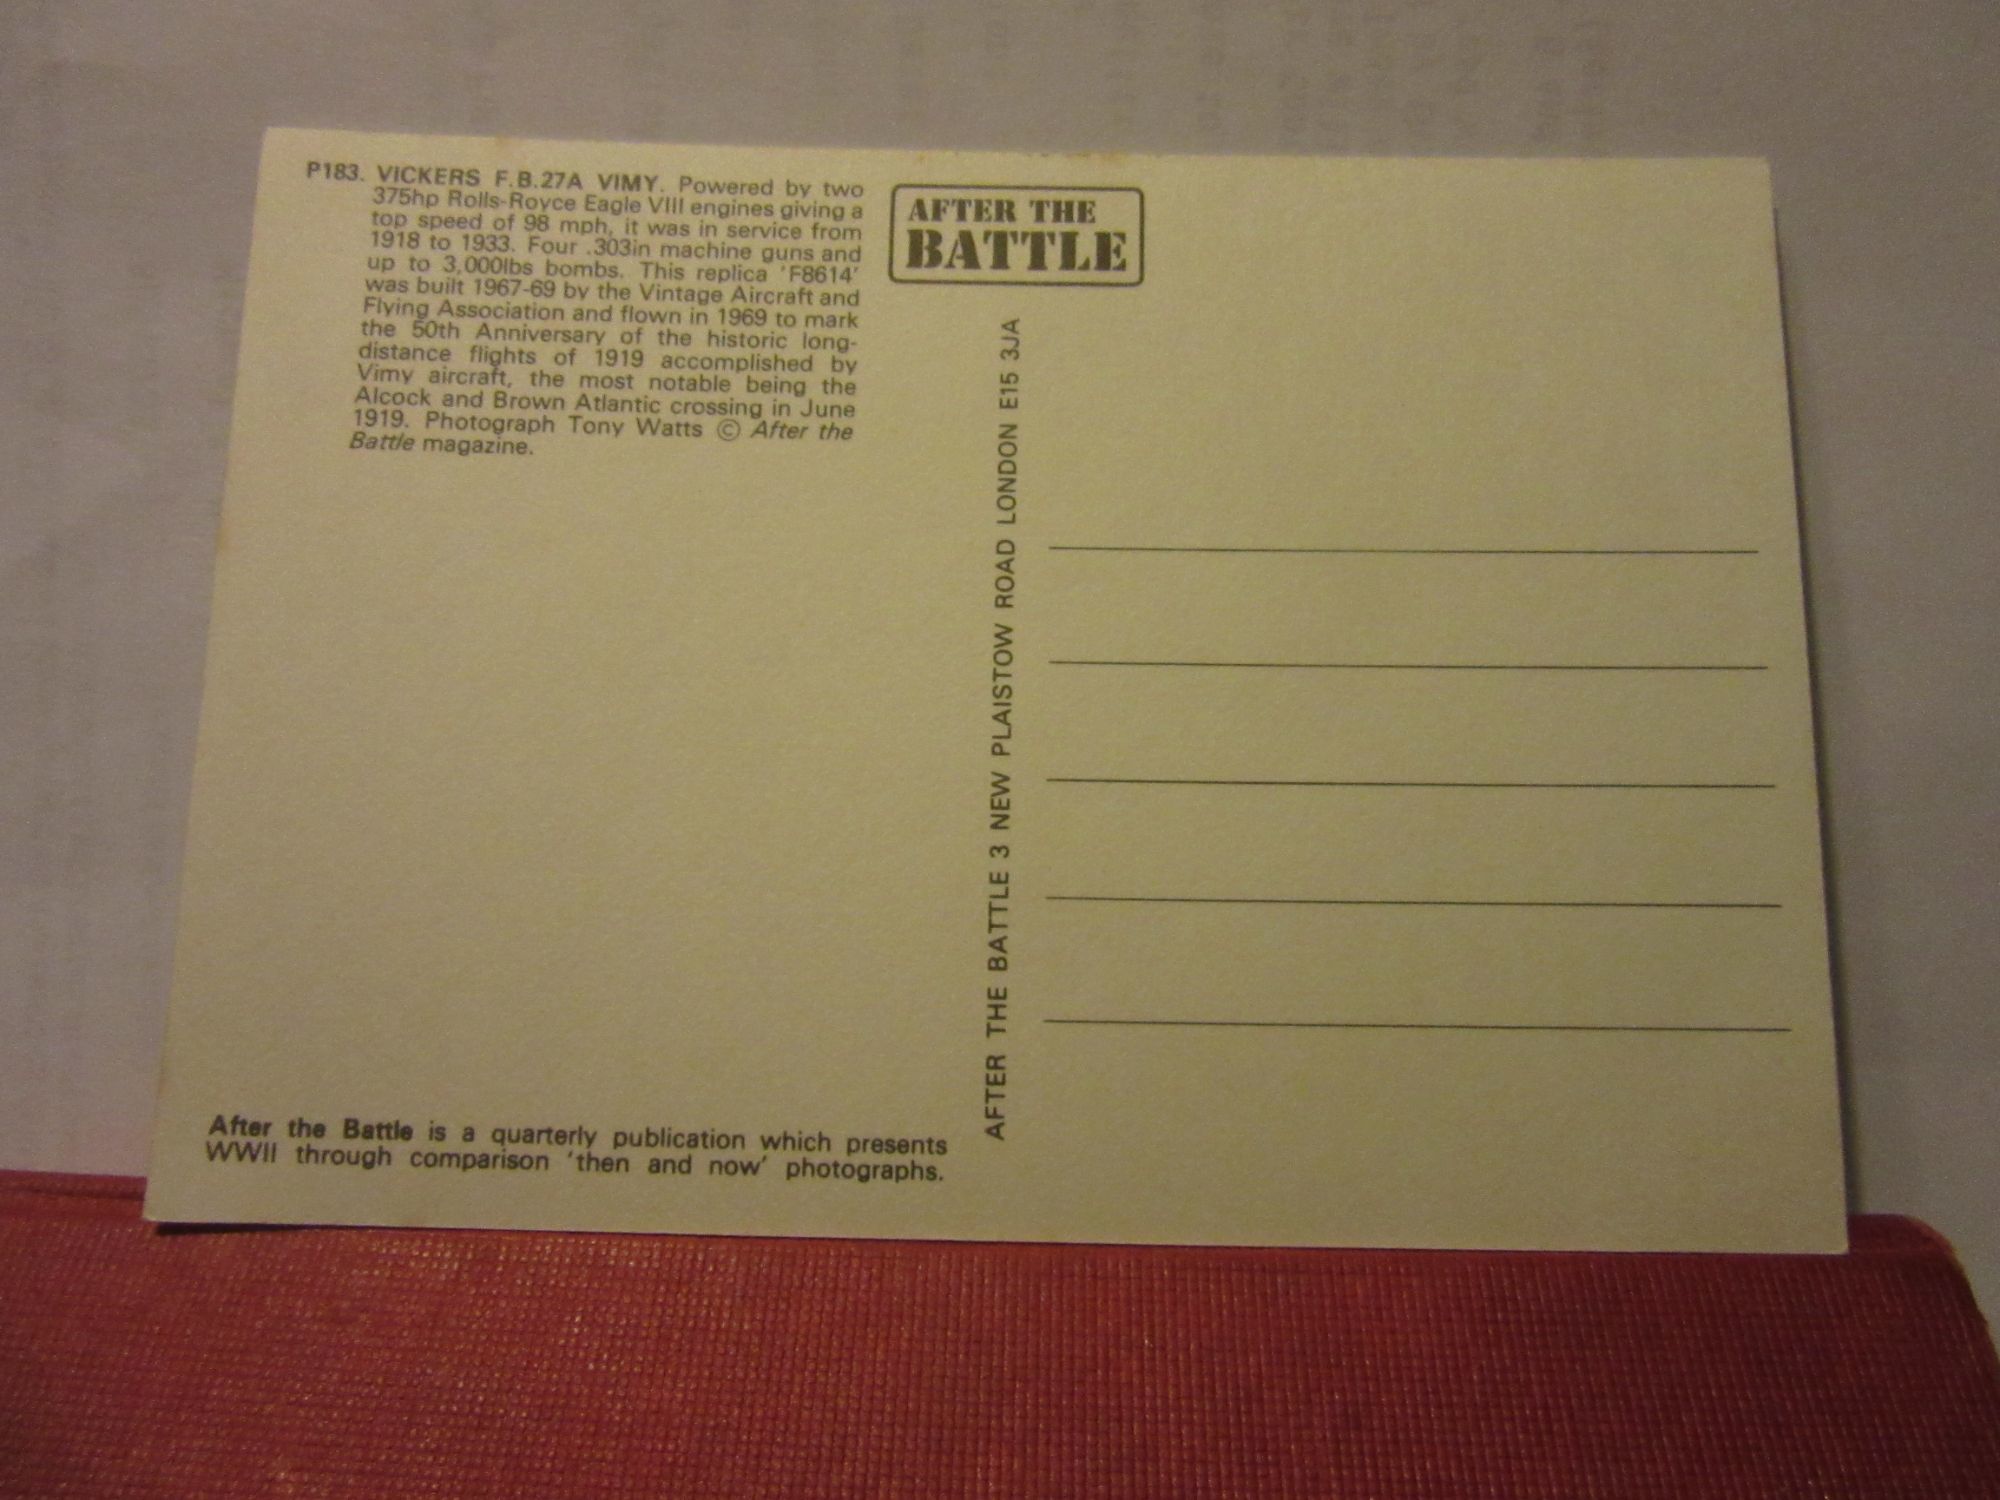 P183. VICKERS F.B.27A VIMY. Powered by two
375hp Rolls-Royce Eagle VIII engines giving a
top speed of 98 mph, it was in service from
1918 to 1933. Four .303in machine guns and
up to 3,000lbs bombs. This replica 'F8614'
was built 1967-69 by the Vintage Aircraft and
Flying Association and flown in 1969 to mark
the 50th Anniversary of the historic long-
distance flights of 1919 accomplished by
Vimy aircraft, the most notable being the
Alcock and Brown Atlantic crossing in June
1919. Photograph Tony Watts © After the
Battle magazine.
AFTER THE
BATTLE
AFTER THE BATTLE 3 NEW PLAISTOW ROAD LONDON E15 3JA
After the Battle is a quarterly publication which presents
WWII through comparison 'then and now' photographs.